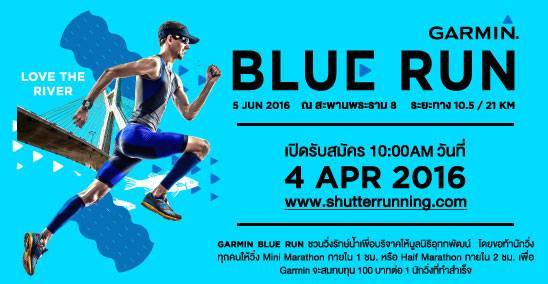 GARMIN.
BLUE RUN
LOVE THE
RIVER
5 JUN 2016 ณ สะพานพระราม 8 ระยะทาง 10.5 / 21 KM
เปิดรับสมัคร 10:00AM วันที่
4 APR 2016
www.shutterrunning.com
GARMIN BLUE RUN ชวนวิ่งรักษ์น้ำเพื่อบริจาคให้มูลนิธิอุทกพัฒน์ โดยขอท้านักวิ่ง
ทุกคนให้วิ่ง Mini Marathon ภายใน 1 ชม. หรือ Half Marathon ภายใน 2 ชม. เพื่อ
Garmin จะสมทบทุน 100 บาทต่อ 1 นักวิ่งที่ทำสำเร็จ